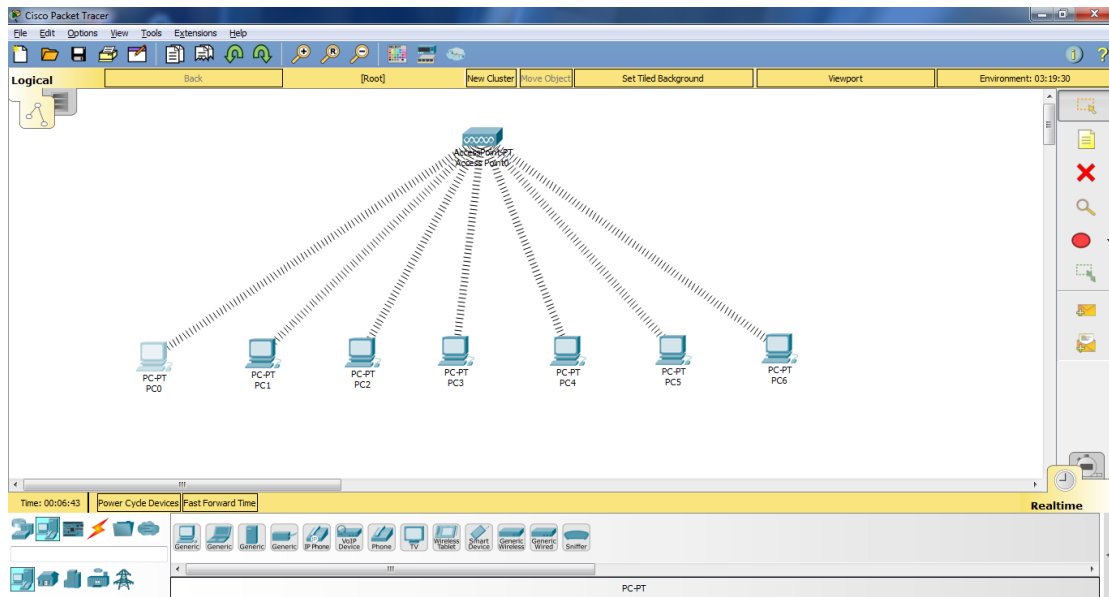 Cisco Packet Tracer
File Edit Options View Tools Extensions Help
Logical Back [Root] New Cluster Move Object Set Tiled Background Viewport Environment: 03:19:30
AccessPoint-PT
Access Point0
PC-PT
PC0
PC-PT
PC1
PC-PT
PC2
PC-PT
PC3
PC-PT
PC4
PC-PT
PC5
PC-PT
PC6
Time: 00:06:43 Power Cycle Devices Fast Forward Time Realtime
Generic Generic Generic Generic IP Phone VoIP Device Phone TV Wireless Tablet Smart Device Generic Wireless Generic Wired Sniffer
PC-PT